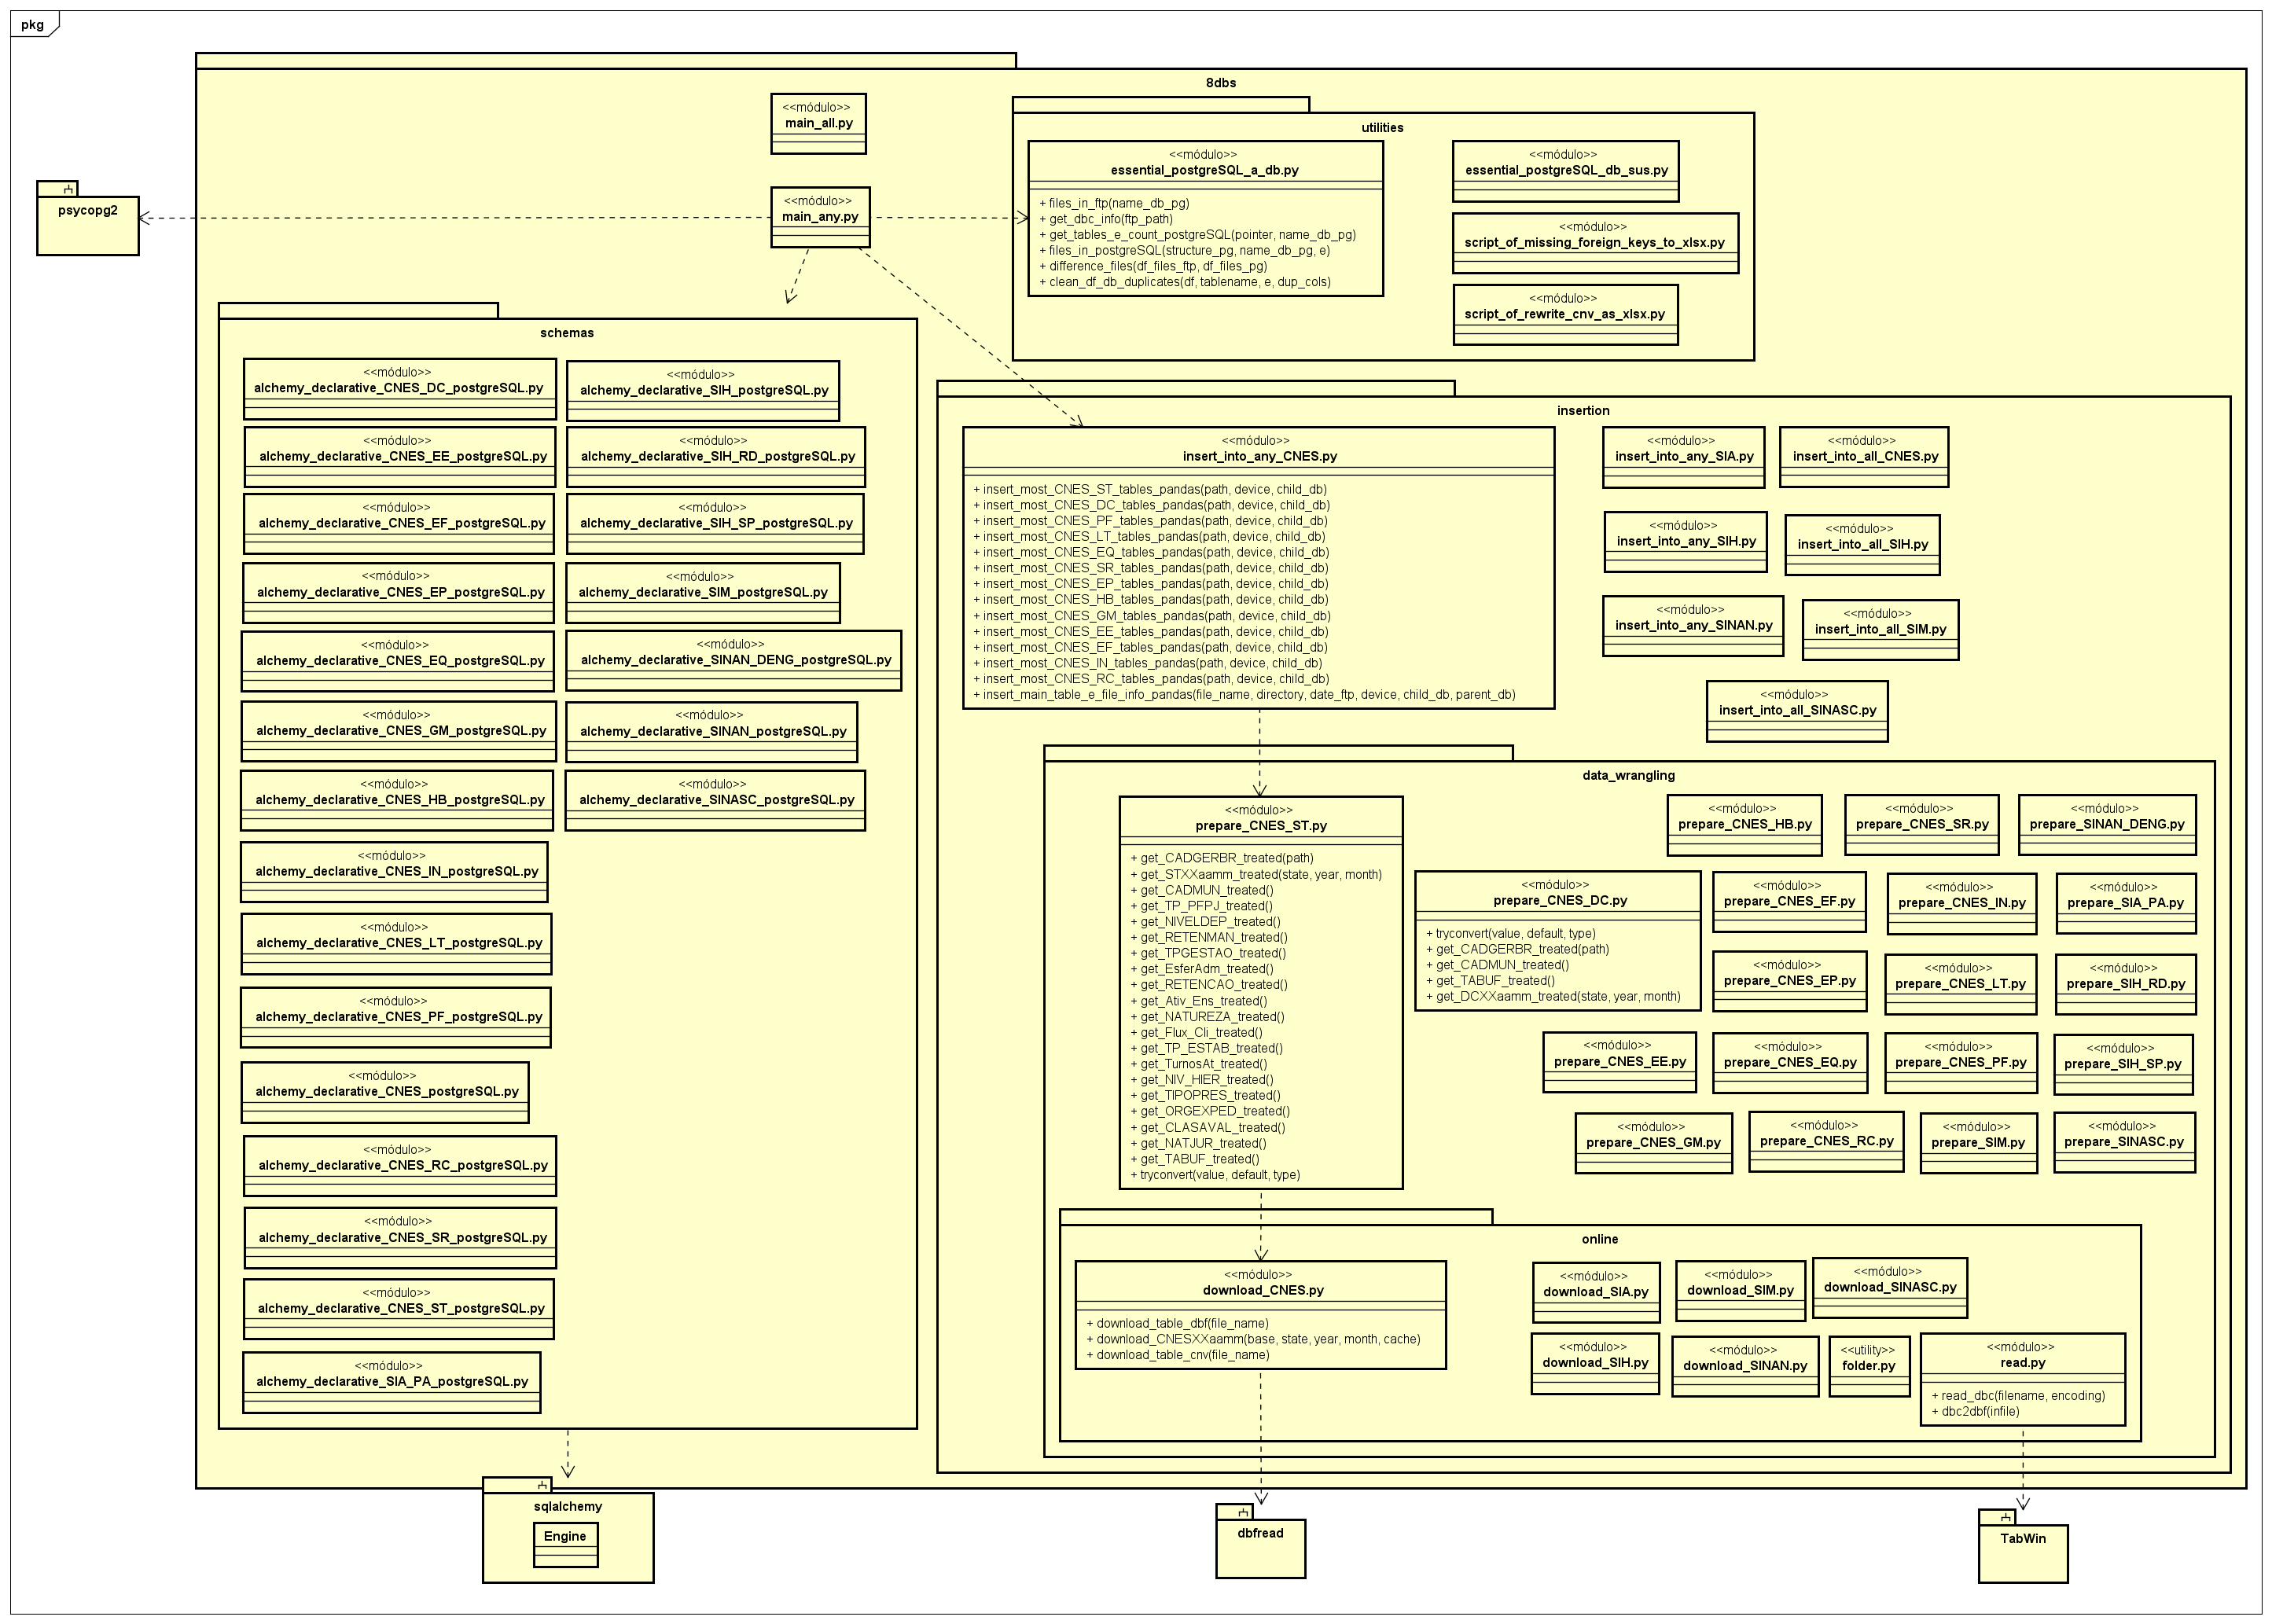 pkg
8dbs
<<módulo>>
main_all.py
psycopg2
<<módulo>>
main_any.py
utilities
<<módulo>>
essential_postgreSQL_a_db.py
+ files_in_ftp(name_db_pg)
+ get_dbc_info(ftp_path)
+ get_tables_e_count_postgreSQL(pointer, name_db_pg)
+ files_in_postgreSQL(structure_pg, name_db_pg, e)
+ difference_files(df_files_ftp, df_files_pg)
+ clean_df_db_duplicates(df, tablename, e, dup_cols)
<<módulo>>
essential_postgreSQL_db_sus.py
<<módulo>>
script_of_missing_foreign_keys_to_xlsx.py
<<módulo>>
script_of_rewrite_cnv_as_xlsx.py
schemas
<<módulo>>
alchemy_declarative_CNES_DC_postgreSQL.py
<<módulo>>
alchemy_declarative_CNES_EE_postgreSQL.py
<<módulo>>
alchemy_declarative_CNES_EF_postgreSQL.py
<<módulo>>
alchemy_declarative_CNES_EP_postgreSQL.py
<<módulo>>
alchemy_declarative_CNES_EQ_postgreSQL.py
<<módulo>>
alchemy_declarative_CNES_GM_postgreSQL.py
<<módulo>>
alchemy_declarative_CNES_HB_postgreSQL.py
<<módulo>>
alchemy_declarative_CNES_IN_postgreSQL.py
<<módulo>>
alchemy_declarative_CNES_LT_postgreSQL.py
<<módulo>>
alchemy_declarative_CNES_PF_postgreSQL.py
<<módulo>>
alchemy_declarative_CNES_postgreSQL.py
<<módulo>>
alchemy_declarative_CNES_RC_postgreSQL.py
<<módulo>>
alchemy_declarative_CNES_SR_postgreSQL.py
<<módulo>>
alchemy_declarative_CNES_ST_postgreSQL.py
<<módulo>>
alchemy_declarative_SIA_PA_postgreSQL.py
<<módulo>>
alchemy_declarative_SIH_postgreSQL.py
<<módulo>>
alchemy_declarative_SIH_RD_postgreSQL.py
<<módulo>>
alchemy_declarative_SIH_SP_postgreSQL.py
<<módulo>>
alchemy_declarative_SIM_postgreSQL.py
<<módulo>>
alchemy_declarative_SINAN_DENG_postgreSQL.py
<<módulo>>
alchemy_declarative_SINAN_postgreSQL.py
<<módulo>>
alchemy_declarative_SINASC_postgreSQL.py
insertion
<<módulo>>
insert_into_any_CNES.py
+ insert_most_CNES_ST_tables_pandas(path, device, child_db)
+ insert_most_CNES_DC_tables_pandas(path, device, child_db)
+ insert_most_CNES_PF_tables_pandas(path, device, child_db)
+ insert_most_CNES_LT_tables_pandas(path, device, child_db)
+ insert_most_CNES_EQ_tables_pandas(path, device, child_db)
+ insert_most_CNES_SR_tables_pandas(path, device, child_db)
+ insert_most_CNES_EP_tables_pandas(path, device, child_db)
+ insert_most_CNES_HB_tables_pandas(path, device, child_db)
+ insert_most_CNES_GM_tables_pandas(path, device, child_db)
+ insert_most_CNES_EE_tables_pandas(path, device, child_db)
+ insert_most_CNES_EF_tables_pandas(path, device, child_db)
+ insert_most_CNES_IN_tables_pandas(path, device, child_db)
+ insert_most_CNES_RC_tables_pandas(path, device, child_db)
+ insert_main_table_e_file_info_pandas(file_name, directory, date_ftp, device, child_db, parent_db)
<<módulo>>
insert_into_any_SIA.py
<<módulo>>
insert_into_all_CNES.py
<<módulo>>
insert_into_any_SIH.py
<<módulo>>
insert_into_all_SIH.py
<<módulo>>
insert_into_any_SINAN.py
<<módulo>>
insert_into_all_SIM.py
<<módulo>>
insert_into_all_SINASC.py
data_wrangling
<<módulo>>
prepare_CNES_ST.py
+ get_CADGERBR_treated(path)
+ get_STXXaamm_treated(state, year, month)
+ get_CADMUN_treated()
+ get_TP_PFPJ_treated()
+ get_NIVELDEP_treated()
+ get_RETENMAN_treated()
+ get_TPGESTAO_treated()
+ get_EsferAdm_treated()
+ get_RETENCAO_treated()
+ get_Ativ_Ens_treated()
+ get_NATUREZA_treated()
+ get_Flux_Cli_treated()
+ get_TP_ESTAB_treated()
+ get_TurnosAt_treated()
+ get_NIV_HIER_treated()
+ get_TIPOPRES_treated()
+ get_ORGEXPED_treated()
+ get_CLASAVAL_treated()
+ get_NATJUR_treated()
+ get_TABUF_treated()
+ tryconvert(value, default, type)
<<módulo>>
prepare_CNES_HB.py
<<módulo>>
prepare_CNES_SR.py
<<módulo>>
prepare_SINAN_DENG.py
<<módulo>>
prepare_CNES_DC.py
+ tryconvert(value, default, type)
+ get_CADGERBR_treated(path)
+ get_CADMUN_treated()
+ get_TABUF_treated()
+ get_DCXXaamm_treated(state, year, month)
<<módulo>>
prepare_CNES_EF.py
<<módulo>>
prepare_CNES_IN.py
<<módulo>>
prepare_SIA_PA.py
<<módulo>>
prepare_CNES_EP.py
<<módulo>>
prepare_CNES_LT.py
<<módulo>>
prepare_SIH_RD.py
<<módulo>>
prepare_CNES_EE.py
<<módulo>>
prepare_CNES_EQ.py
<<módulo>>
prepare_CNES_PF.py
<<módulo>>
prepare_SIH_SP.py
<<módulo>>
prepare_CNES_GM.py
<<módulo>>
prepare_CNES_RC.py
<<módulo>>
prepare_SIM.py
<<módulo>>
prepare_SINASC.py
online
<<módulo>>
download_CNES.py
+ download_table_dbf(file_name)
+ download_CNESXXaamm(base, state, year, month, cache)
+ download_table_cnv(file_name)
<<módulo>>
download_SIA.py
<<módulo>>
download_SIM.py
<<módulo>>
download_SINASC.py
<<módulo>>
download_SIH.py
<<módulo>>
download_SINAN.py
<<utility>>
folder.py
<<módulo>>
read.py
+ read_dbc(filename, encoding)
+ dbc2dbf(infile)
sqlalchemy
Engine
dbfread
TabWin